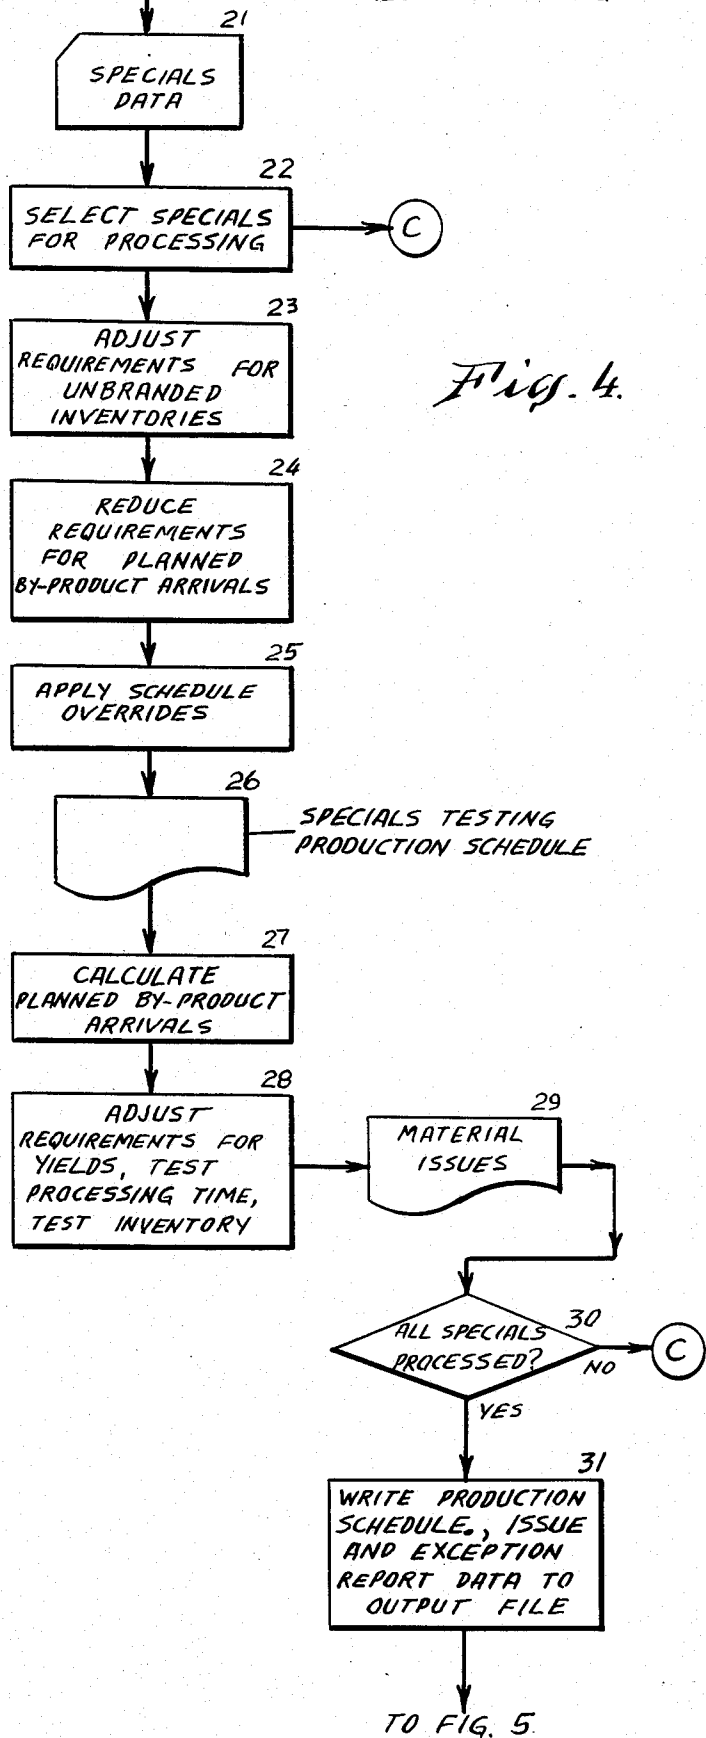 21
SPECIALS
DATA
22
SELECT SPECIALS
FOR PROCESSING
C
23
ADJUST
REQUIREMENTS FOR
UNBRANDED
INVENTORIES
Fig. 4.
24
REDUCE
REQUIREMENTS
FOR PLANNED
BY-PRODUCT ARRIVALS
25
APPLY SCHEDULE
OVERRIDES
26
SPECIALS TESTING
PRODUCTION SCHEDULE
27
CALCULATE
PLANNED BY-PRODUCT
ARRIVALS
28
ADJUST
REQUIREMENTS FOR
YIELDS, TEST
PROCESSING TIME,
TEST INVENTORY
29
MATERIAL
ISSUES
30
ALL SPECIALS
PROCESSED?
NO
C
YES
31
WRITE PRODUCTION
SCHEDULE., ISSUE
AND EXCEPTION
REPORT DATA TO
OUTPUT FILE
TO FIG. 5